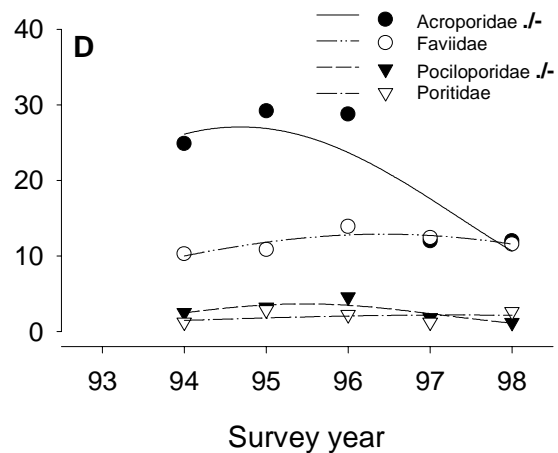 40
D
Acroporidae ./-
Faviidae
Pociloporidae ./-
Poritidae
30
20
10
0
93 94 95 96 97 98
Survey year